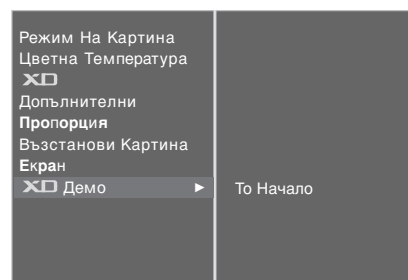 Режим На Картина
Цветна Температура
XD
Допълнителни
Пропорция
Възстанови Картина
Екран
XD Демо ► То Начало